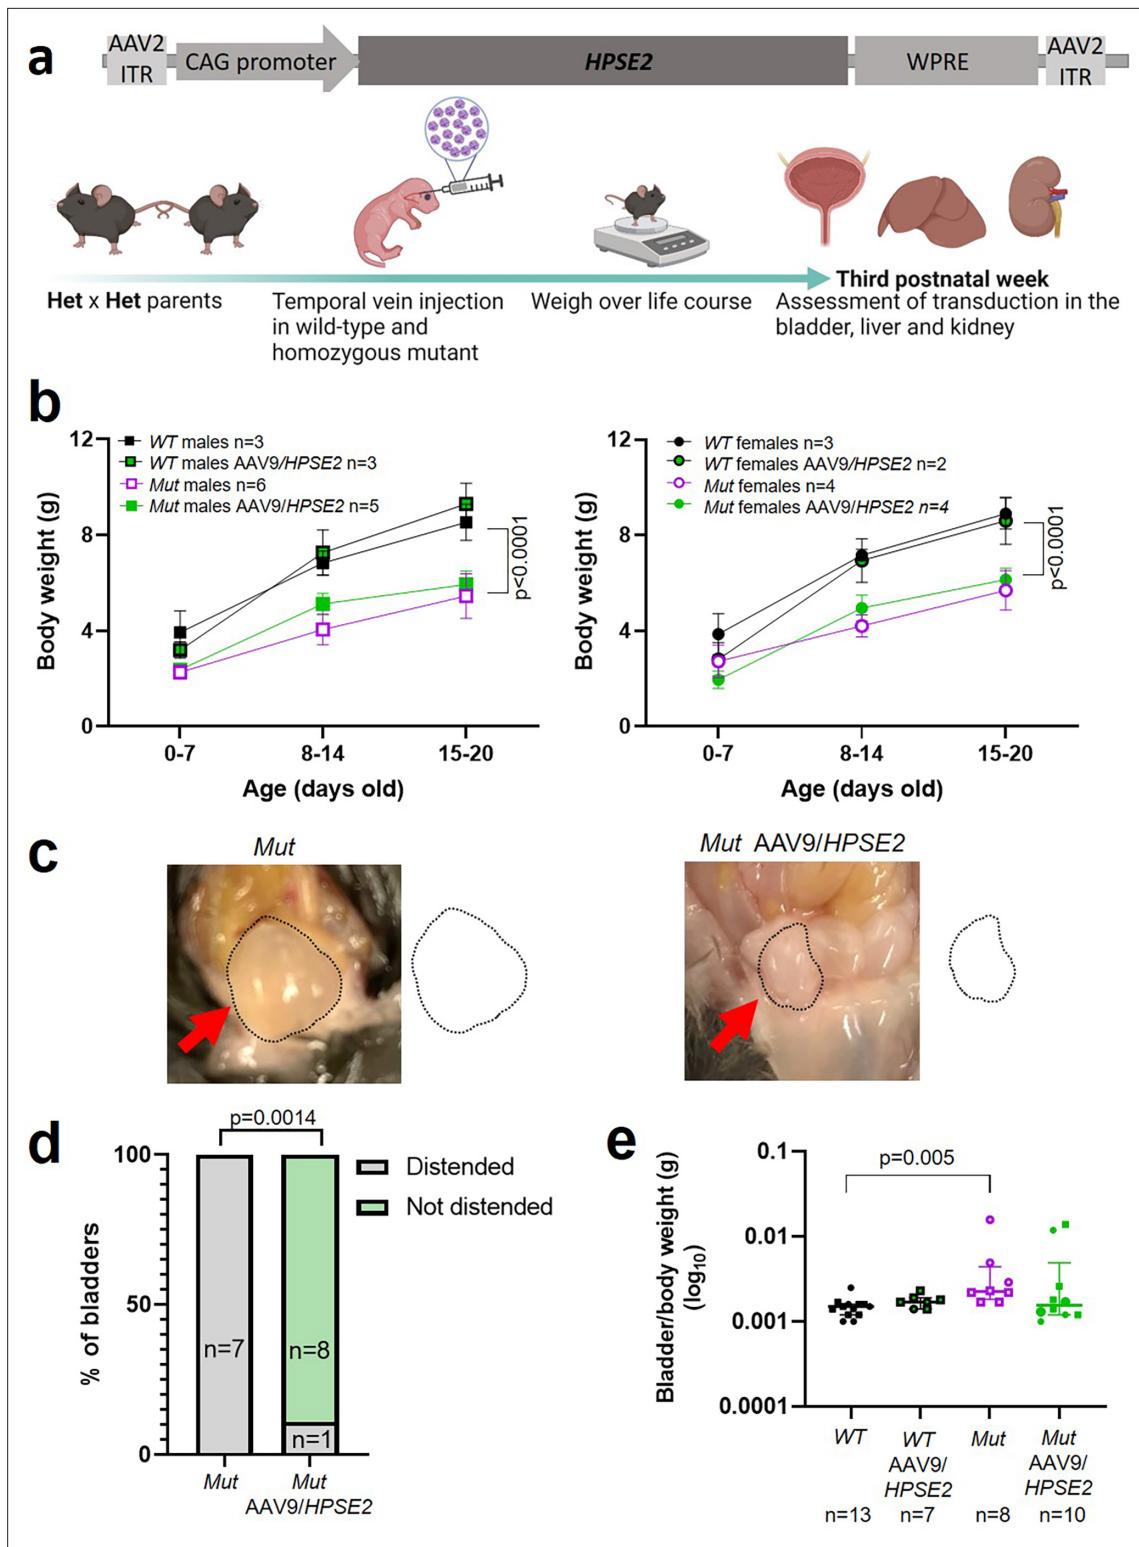 a
AAV2
ITR
CAG promoter
HPSE2
WPRE
AAV2
ITR
Third postnatal week
Het x Het parents
Temporal vein injection
in wild-type and
homozygous mutant
Weigh over life course
Assessment of transduction in the
bladder, liver and kidney
b
Body weight (g)
12
8
4
0
WT males n=3
WT males AAV9/HPSE2 n=3
Mut males n=6
Mut males AAV9/HPSE2 n=5
p<0.0001
0-7
8-14
15-20
Age (days old)
Body weight (g)
12
8
4
0
WT females n=3
WT females AAV9/HPSE2 n=2
Mut females n=4
Mut females AAV9/HPSE2 n=4
p<0.0001
0-7
8-14
15-20
Age (days old)
c
Mut
Mut AAV9/HPSE2
d
p=0.0014
% of bladders
100
50
0
n=7
n=8
n=1
Distended
Not distended
Mut
Mut
AAV9/HPSE2
e
Bladder/body weight (g)
(log10)
0.1
0.01
0.001
0.0001
p=0.005
WT
WT
AAV9/
HPSE2
Mut
Mut
AAV9/
HPSE2
n=13
n=7
n=8
n=10